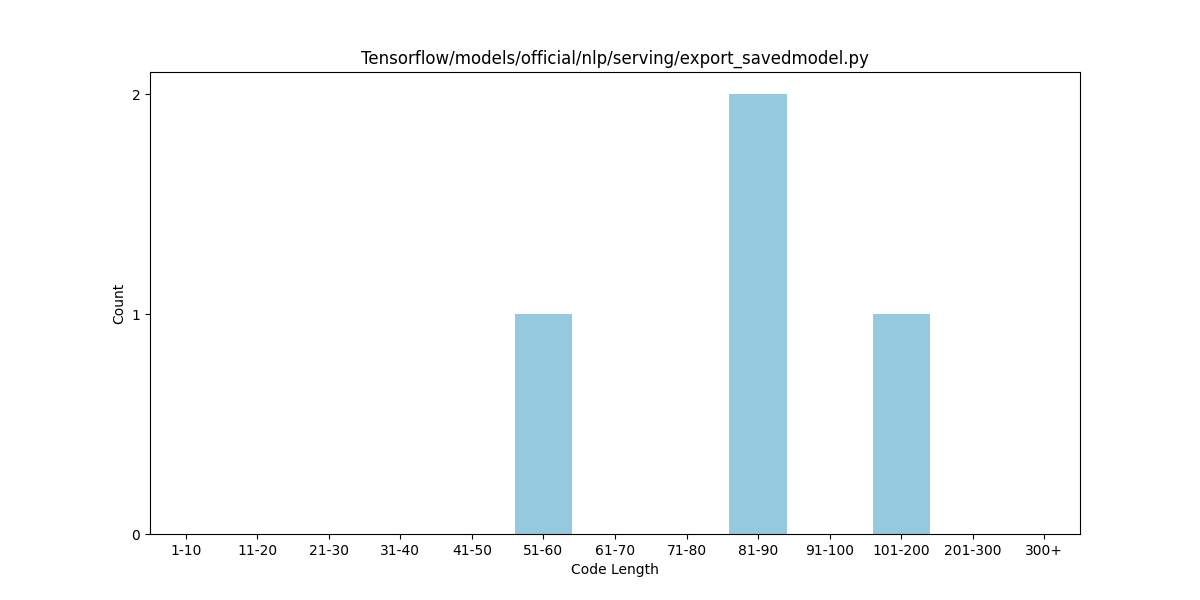 Tensorflow/models/official/nlp/serving/export_savedmodel.py
2
1
0
Count
1-10 11-20 21-30 31-40 41-50 51-60 61-70 71-80 81-90 91-100 101-200 201-300 300+
Code Length